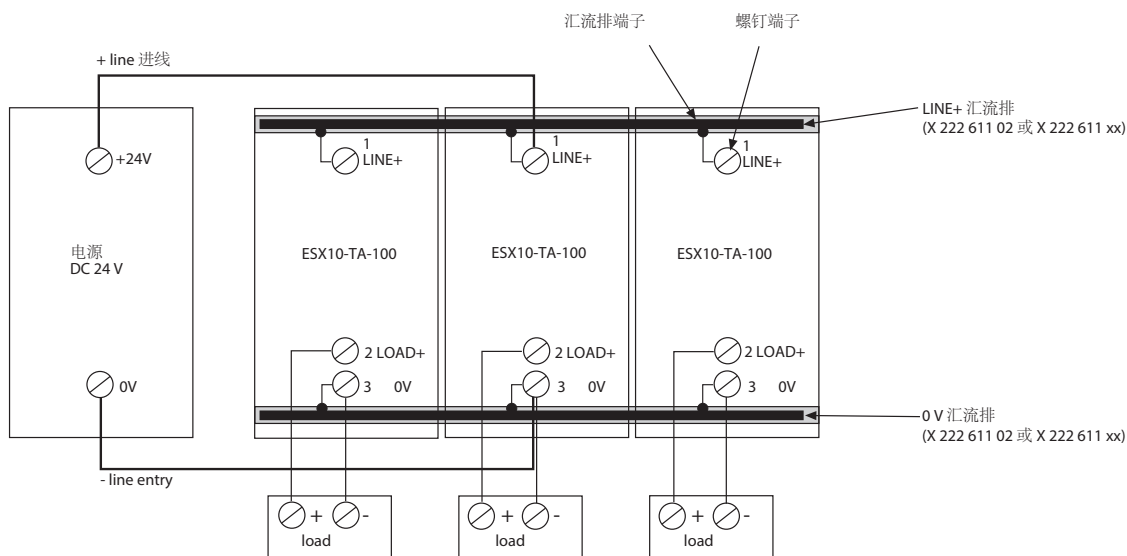 汇流排端子
螺钉端子
+ line 进线
LINE+ 汇流排
(X 222 611 02 或 X 222 611 xx)
+24V
1
LINE+
1
LINE+
1
LINE+
电源
DC 24 V
ESX10-TA-100
ESX10-TA-100
ESX10-TA-100
2 LOAD+
2 LOAD+
2 LOAD+
0V
3 0V
3 0V
3 0V
0 V 汇流排
(X 222 611 02 或 X 222 611 xx)
- line entry
+ -
load
+ -
load
+ -
load